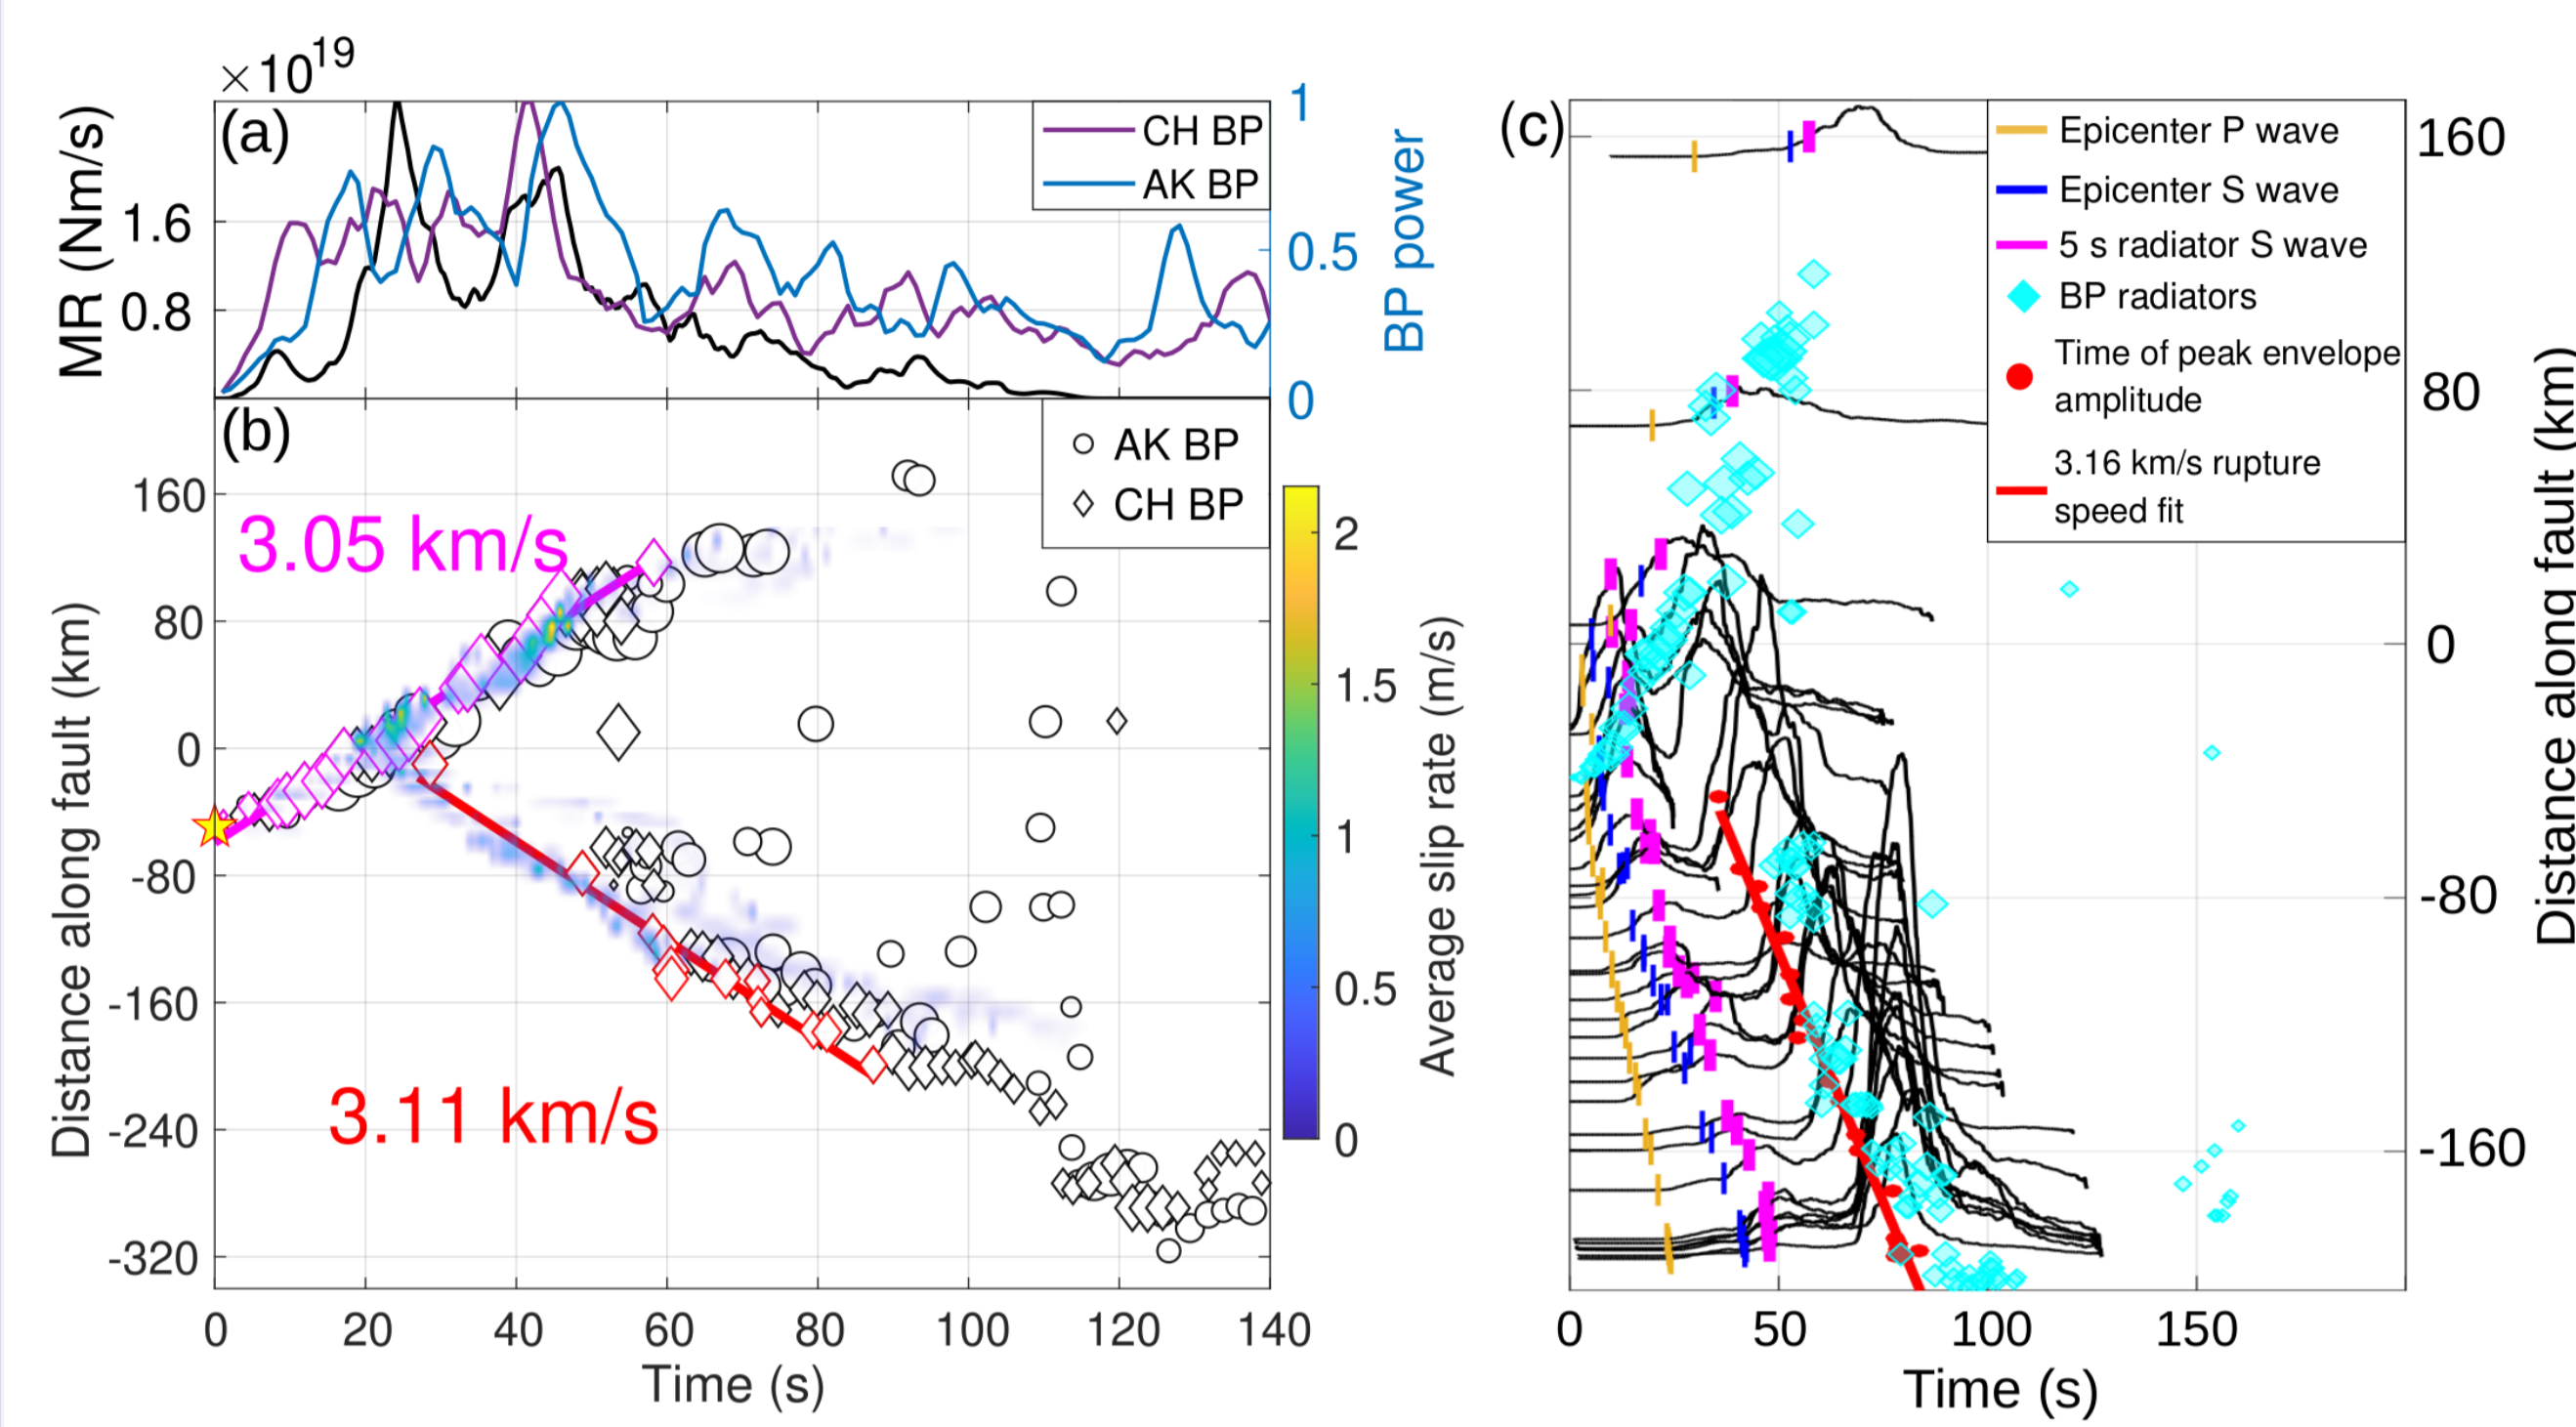 ×10^19
(a)
CH BP
AK BP
MR (Nm/s)
1.6
0.8
1
0.5
0
BP power
(b)
AK BP
CH BP
3.05 km/s
3.11 km/s
Distance along fault (km)
160
80
0
-80
-160
-240
-320
0 20 40 60 80 100 120 140
Time (s)
2
1.5
1
0.5
0
Average slip rate (m/s)
(c)
Epicenter P wave
Epicenter S wave
5 s radiator S wave
BP radiators
Time of peak envelope
amplitude
3.16 km/s rupture
speed fit
160
80
0
-80
-160
Distance along fault (km)
0 50 100 150
Time (s)